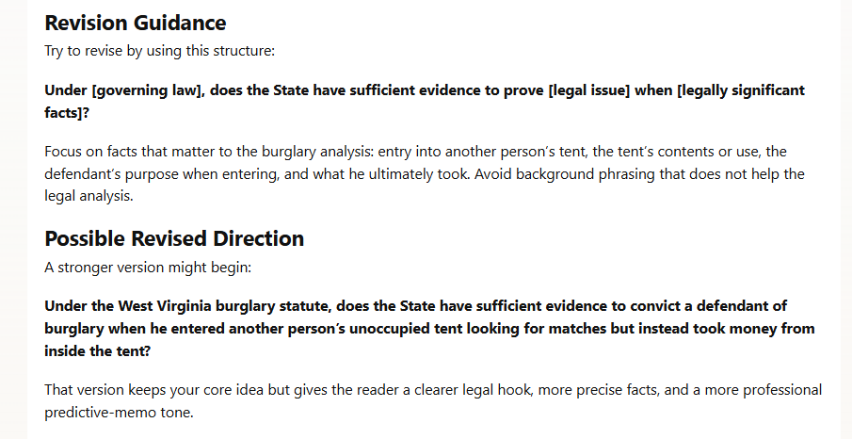 Revision Guidance
Try to revise by using this structure:
Under [governing law], does the State have sufficient evidence to prove [legal issue] when [legally significant
facts]?
Focus on facts that matter to the burglary analysis: entry into another person’s tent, the tent’s contents or use, the
defendant’s purpose when entering, and what he ultimately took. Avoid background phrasing that does not help the
legal analysis.
Possible Revised Direction
A stronger version might begin:
Under the West Virginia burglary statute, does the State have sufficient evidence to convict a defendant of
burglary when he entered another person’s unoccupied tent looking for matches but instead took money from
inside the tent?
That version keeps your core idea but gives the reader a clearer legal hook, more precise facts, and a more professional
predictive-memo tone.